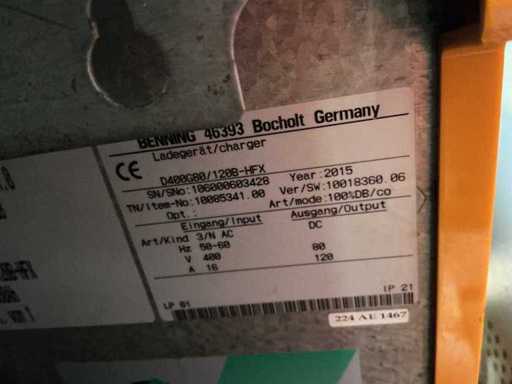 BENNING 46393 Bocholt Germany
Ladegerät/charger
D400G80/120B-HFX Year:2015
SN/SNo:106000603428 Ver/SW:10018360.06
TN/Item-No:10085341.00 Art/mode:100%DB/co
Opt.:
Eingang/Input Ausgang/Output
Art/Kind 3/N AC DC
Hz 50-60
V 400 80
A 16 120
LP 01 IP 21
224 AE 1467